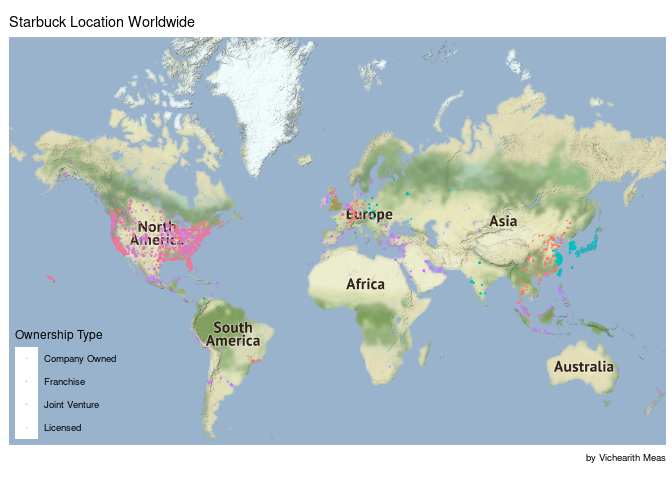 Starbuck Location Worldwide
North
America
Europe
Asia
Africa
South
America
Australia
Ownership Type
Company Owned
Franchise
Joint Venture
Licensed
by Vichearith Meas